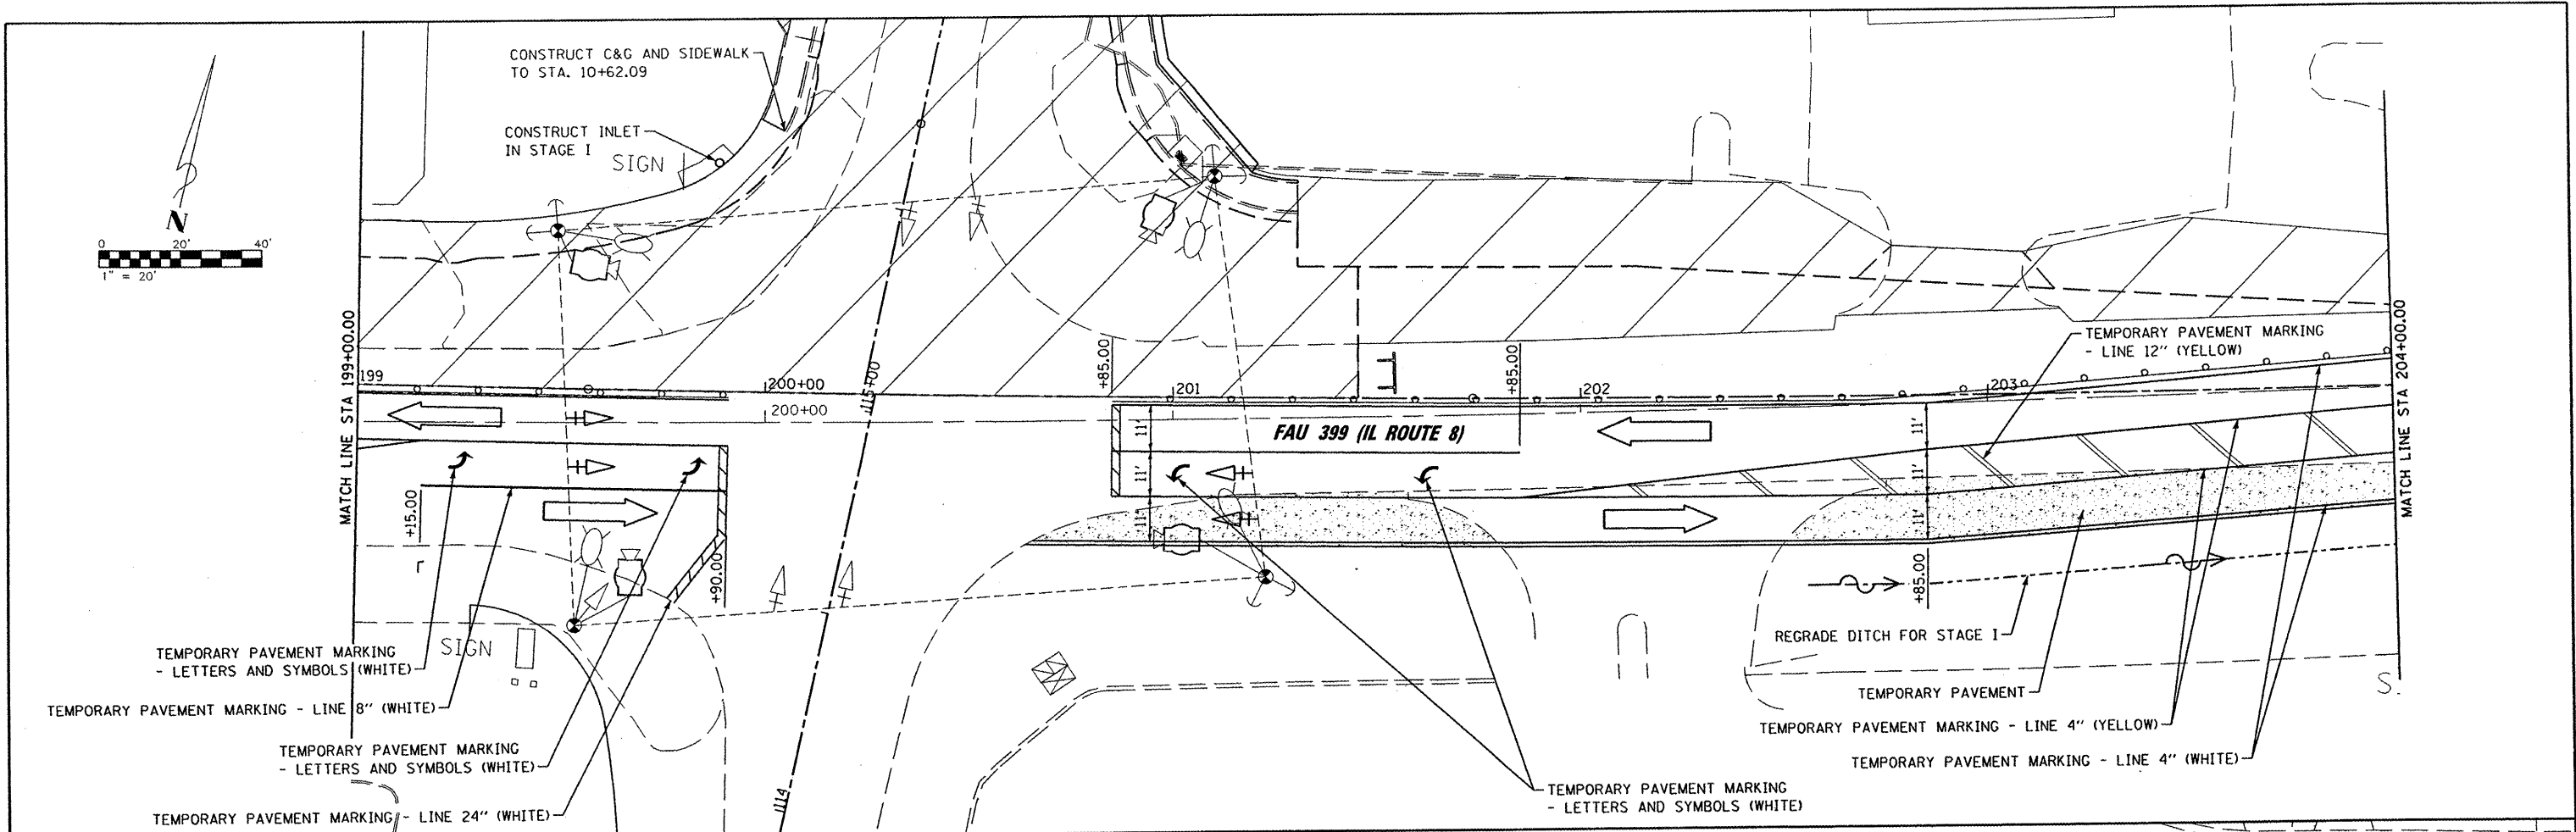 CONSTRUCT C&G AND SIDEWALK
TO STA. 10+62.09
CONSTRUCT INLET
IN STAGE I
SIGN
N
0 20' 40'
1" = 20'
MATCH LINE STA 199+00.00
199
200+00
200+00
115+00
+85.00
201
+85.00
202
203
TEMPORARY PAVEMENT MARKING
- LINE 12" (YELLOW)
MATCH LINE STA 204+00.00
FAU 399 (IL ROUTE 8)
11'
11'
11'
11'
11'
11'
+15.00
+90.00
+85.00
SIGN
REGRADE DITCH FOR STAGE I
TEMPORARY PAVEMENT MARKING
- LETTERS AND SYMBOLS (WHITE)
TEMPORARY PAVEMENT MARKING - LINE 8" (WHITE)
TEMPORARY PAVEMENT MARKING
- LETTERS AND SYMBOLS (WHITE)
TEMPORARY PAVEMENT MARKING - LINE 24" (WHITE)
114
TEMPORARY PAVEMENT
TEMPORARY PAVEMENT MARKING - LINE 4" (YELLOW)
TEMPORARY PAVEMENT MARKING - LINE 4" (WHITE)
TEMPORARY PAVEMENT MARKING
- LETTERS AND SYMBOLS (WHITE)
S.